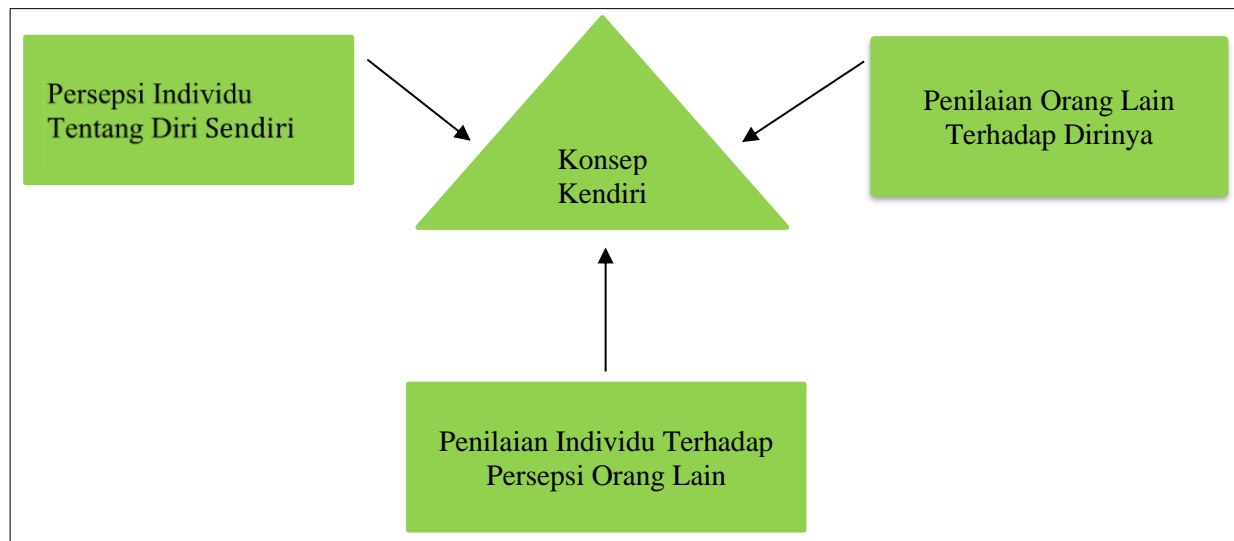 Persepsi Individu
Tentang Diri Sendiri
Penilaian Orang Lain
Terhadap Dirinya
Konsep
Kendiri
Penilaian Individu Terhadap
Persepsi Orang Lain